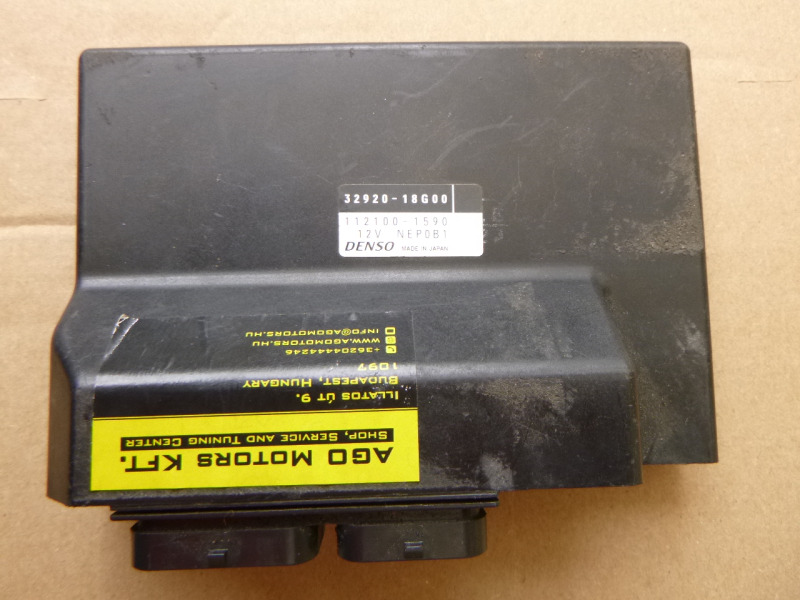 32920-18G00
112100-1590
12V NEP0B1
DENSO MADE IN JAPAN
AGO MOTORS KFT.
SHOP, SERVICE AND TUNING CENTER
ILLATOS ÚT 9.
BUDAPEST, HUNGARY
1097
+36204444246
WWW.AGOMOTORS.HU
INFO@AGOMOTORS.HU